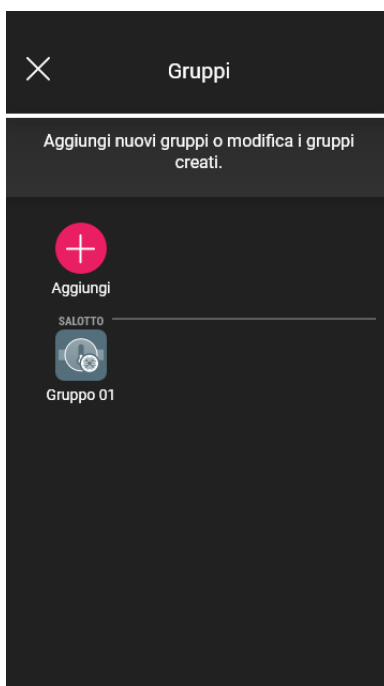 Gruppi
Aggiungi nuovi gruppi o modifica i gruppi
creati.
Aggiungi
SALOTTO
Gruppo 01